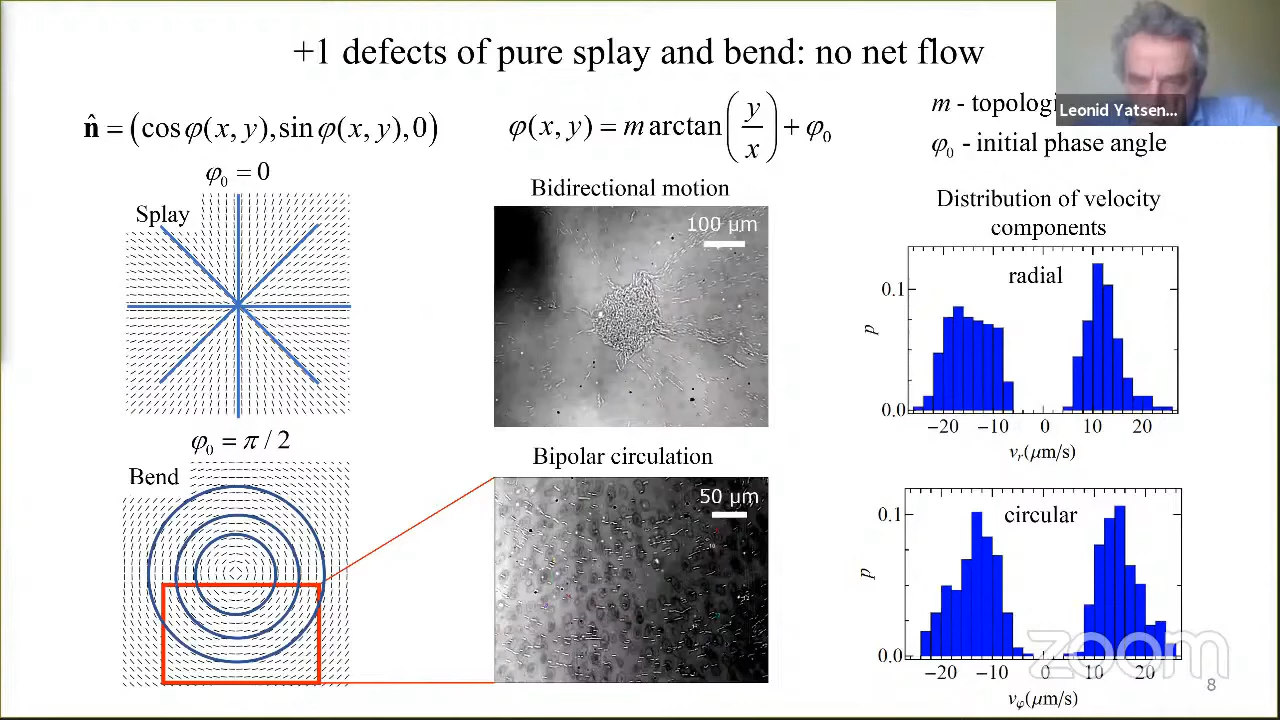 +1 defects of pure splay and bend: no net flow
n̂ = (cos φ(x, y), sin φ(x, y), 0)
φ(x, y) = m arctan(y/x) + φ₀
m - topologi
φ₀ - initial phase angle
Leonid Yatsen...
φ₀ = 0
Splay
Bidirectional motion
100 μm
Distribution of velocity
components
radial
p
0.1
0.0
−20 −10 0 10 20
vᵣ(μm/s)
φ₀ = π / 2
Bend
Bipolar circulation
50 μm
circular
p
0.1
0.0
−20 −10 0 10 20
vᵩ(μm/s)
zoom
8